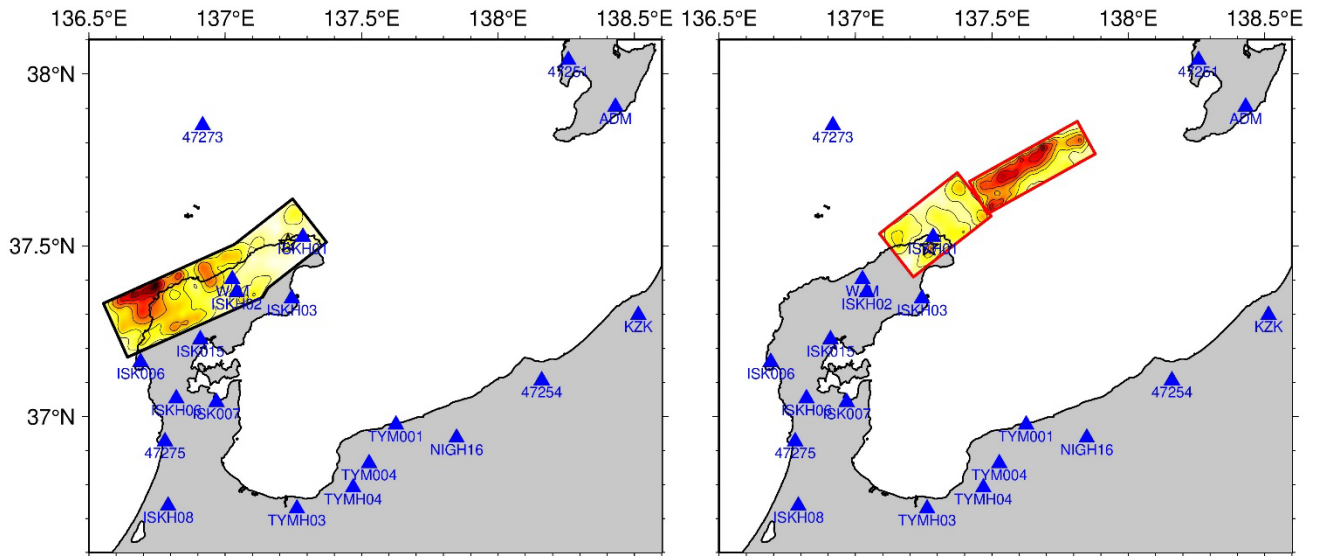 136.5°E 137°E 137.5°E 138°E 138.5°E 136.5°E 137°E 137.5°E 138°E 138.5°E
38°N
47251 47251
ADM ADM
47273 47273
37.5°N
ISKH01 ISKH01
WJM WJM
ISKH02 ISKH02
ISKH03 ISKH03
KZK KZK
ISK015 ISK015
ISK006 ISK006
47254 47254
ISKH06 ISK007 ISKH06 ISK007
37°N
TYM001 TYM001
47275 NIGH16 47275 NIGH16
TYM004 TYM004
TYMH04 TYMH04
ISKH08 TYMH03 ISKH08 TYMH03